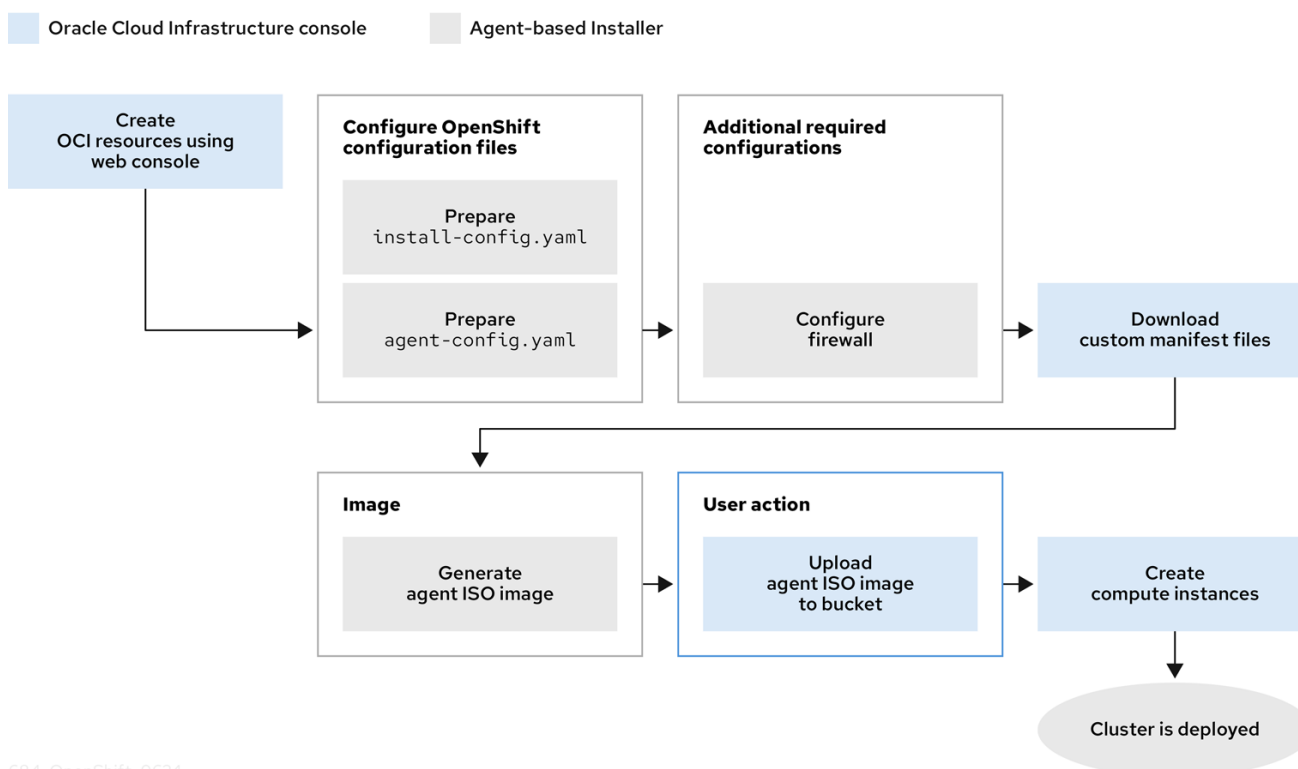 Oracle Cloud Infrastructure console
Agent-based Installer
Create
OCI resources using
web console
Configure OpenShift
configuration files
Prepare
install-config.yaml
Prepare
agent-config.yaml
Additional required
configurations
Configure
firewall
Download
custom manifest files
Image
Generate
agent ISO image
User action
Upload
agent ISO image
to bucket
Create
compute instances
Cluster is deployed